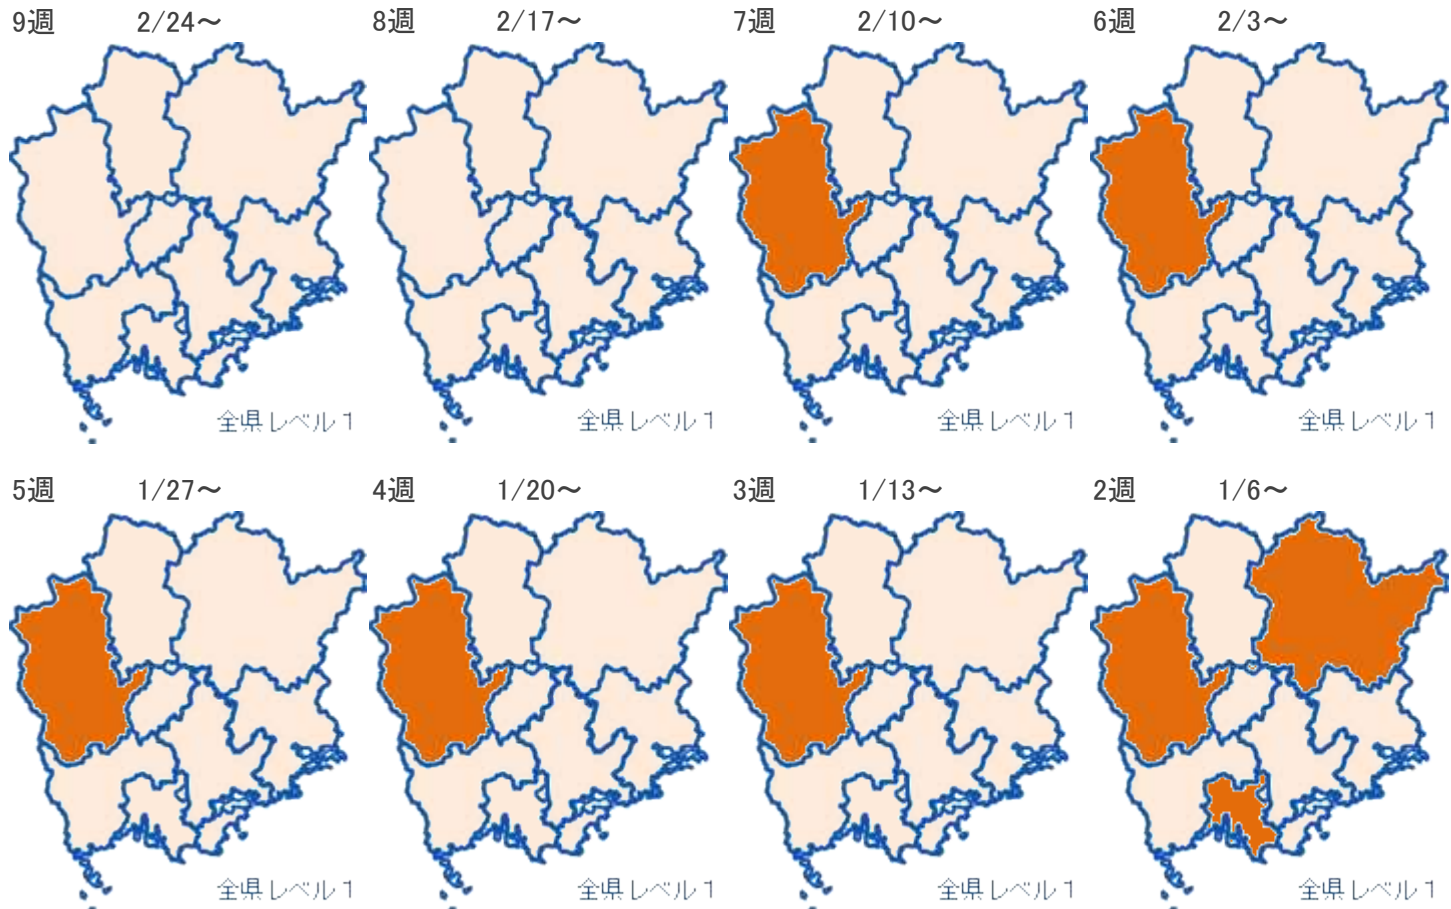 9週 2/24～
8週 2/17～
7週 2/10～
6週 2/3～
全県レベル１
全県レベル１
全県レベル１
全県レベル１
5週 1/27～
4週 1/20～
3週 1/13～
2週 1/6～
全県レベル１
全県レベル１
全県レベル１
全県レベル１